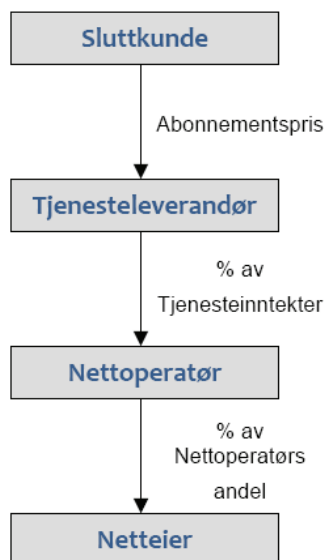 Sluttkunde
Abonnementspris
Tjenesteleverandør
% av
Tjenesteinntekter
Nettoperatør
% av
Nettoperatørs
andel
Netteier